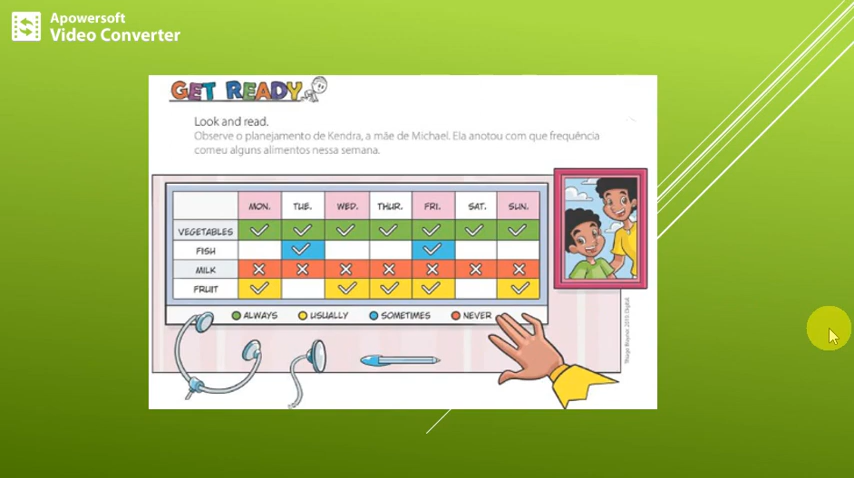 Apowersoft
Video Converter
GET READY
Look and read.
Observe o planejamento de Kendra, a mãe de Michael. Ela anotou com que frequência
comeu alguns alimentos nessa semana.
MON. TUE. WED. THUR. FRI. SAT. SUN.
VEGETABLES
FISH
MILK
FRUIT
ALWAYS USUALLY SOMETIMES NEVER